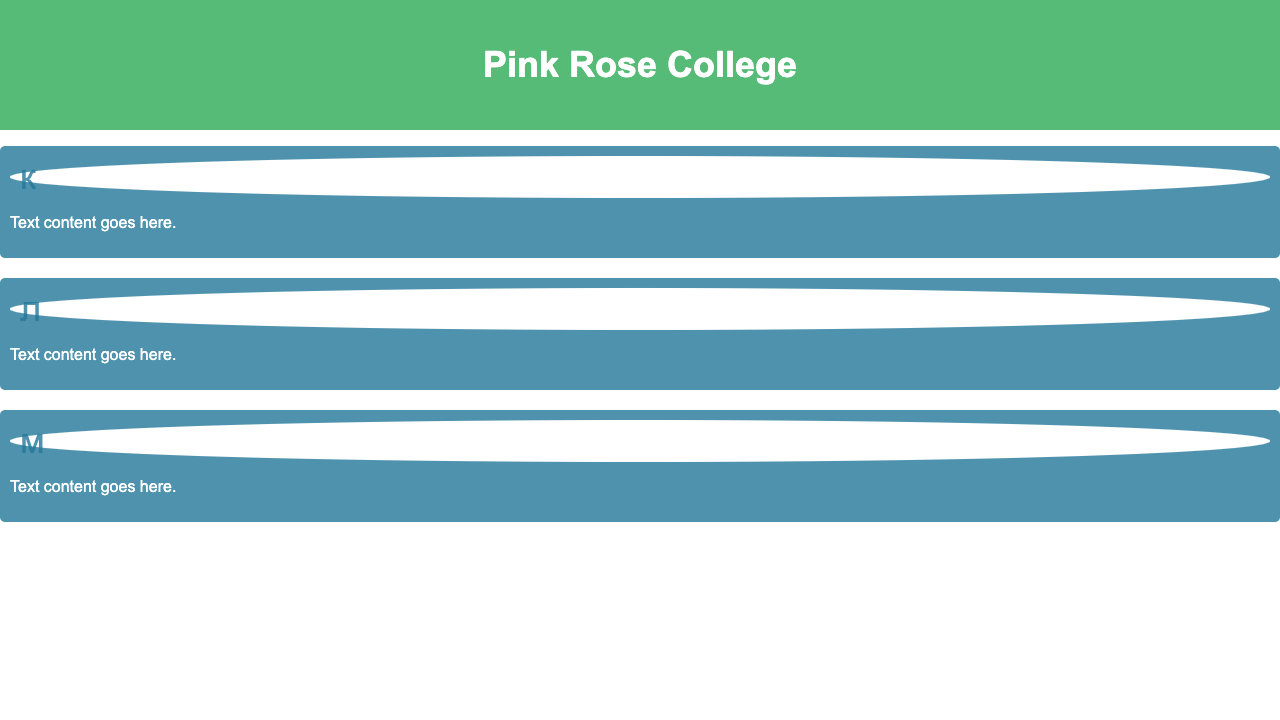 Pink Rose College
К
Text content goes here.
Л
Text content goes here.
М
Text content goes here.